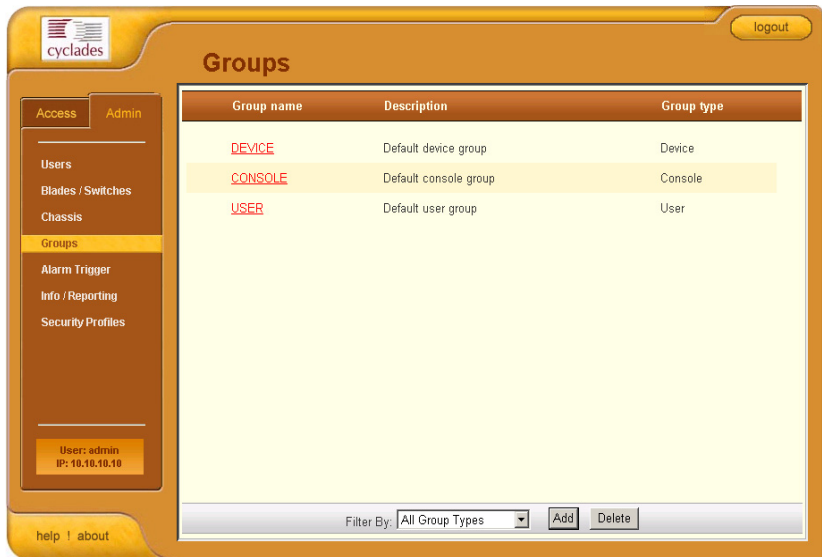 cyclades
logout
Groups
Access Admin
Users
Blades / Switches
Chassis
Groups
Alarm Trigger
Info / Reporting
Security Profiles
User: admin
IP: 10.10.10.10
help ! about
Group name Description Group type
DEVICE Default device group Device
CONSOLE Default console group Console
USER Default user group User
Filter By: All Group Types Add Delete